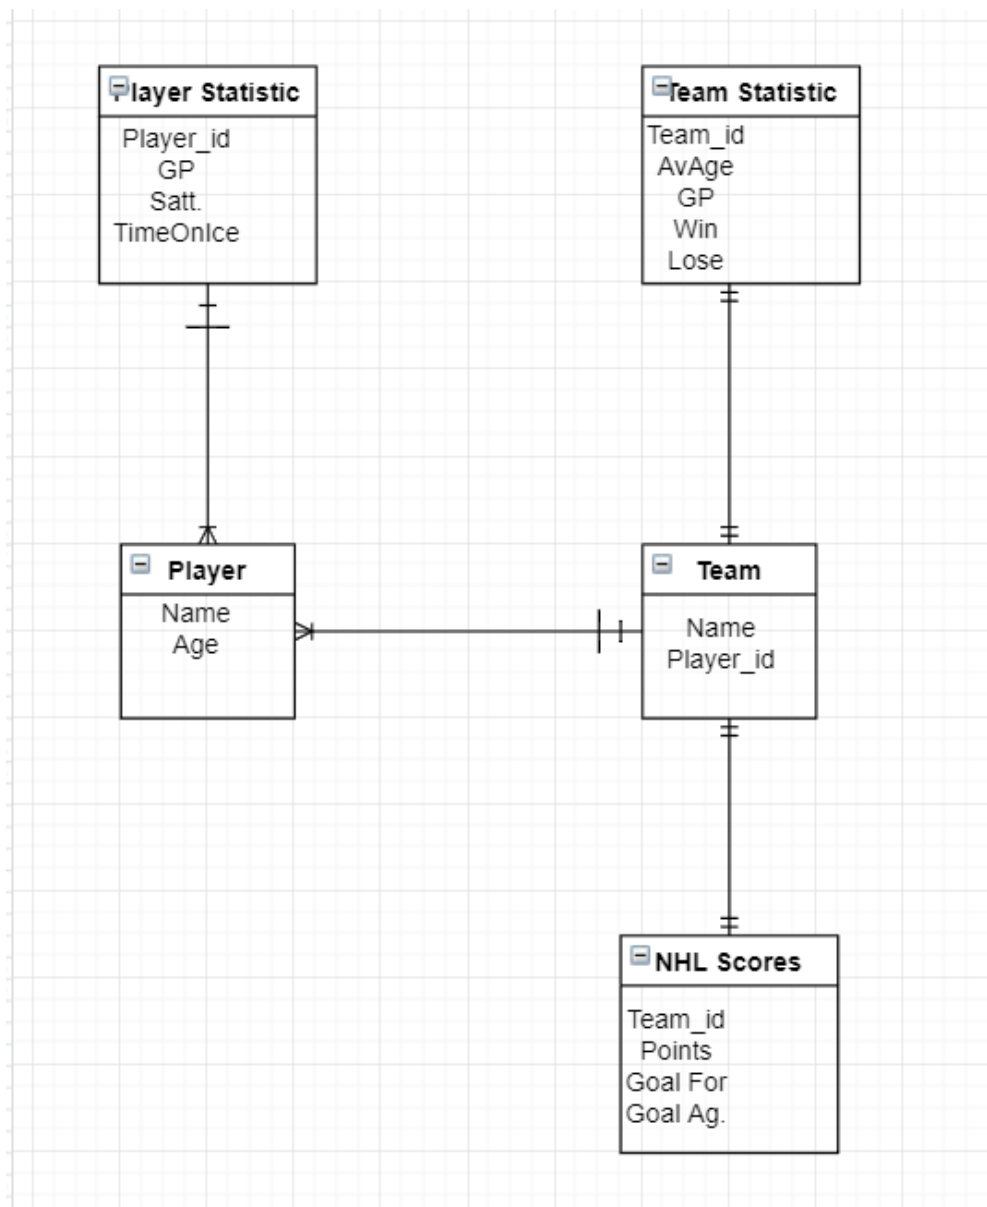 Player Statistic
Player_id
GP
Satt.
TimeOnIce
Team Statistic
Team_id
AvAge
GP
Win
Lose
Player
Name
Age
Team
Name
Player_id
NHL Scores
Team_id
Points
Goal For
Goal Ag.